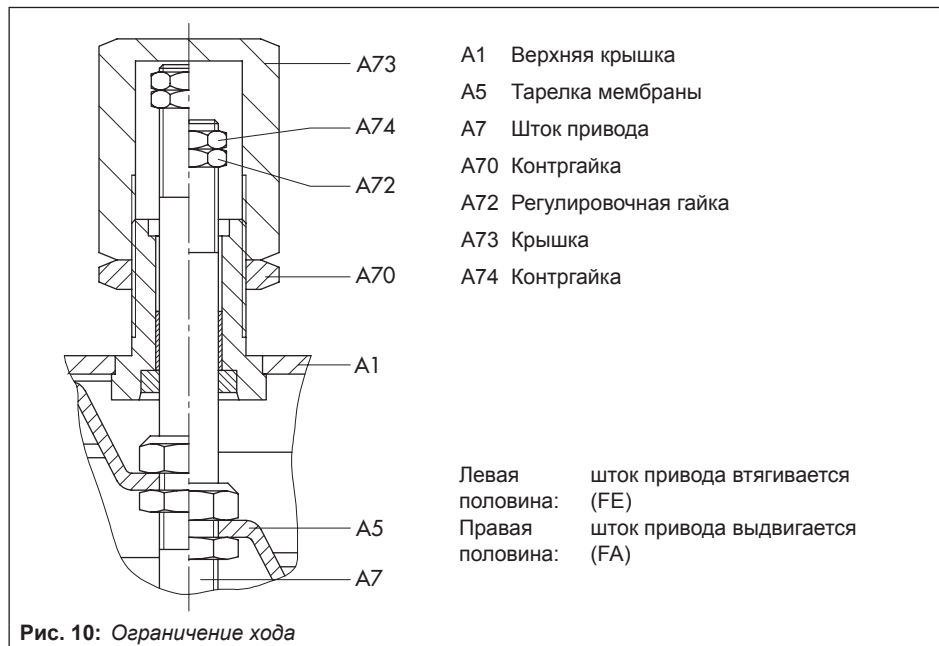 A73
A74
A72
A70
A1
A5
A7
A1 Верхняя крышка
A5 Тарелка мембраны
A7 Шток привода
A70 Контргайка
A72 Регулировочная гайка
A73 Крышка
A74 Контргайка
Левая шток привода втягивается
половина: (FE)
Правая шток привода выдвигается
половина: (FA)
Рис. 10: Ограничение хода